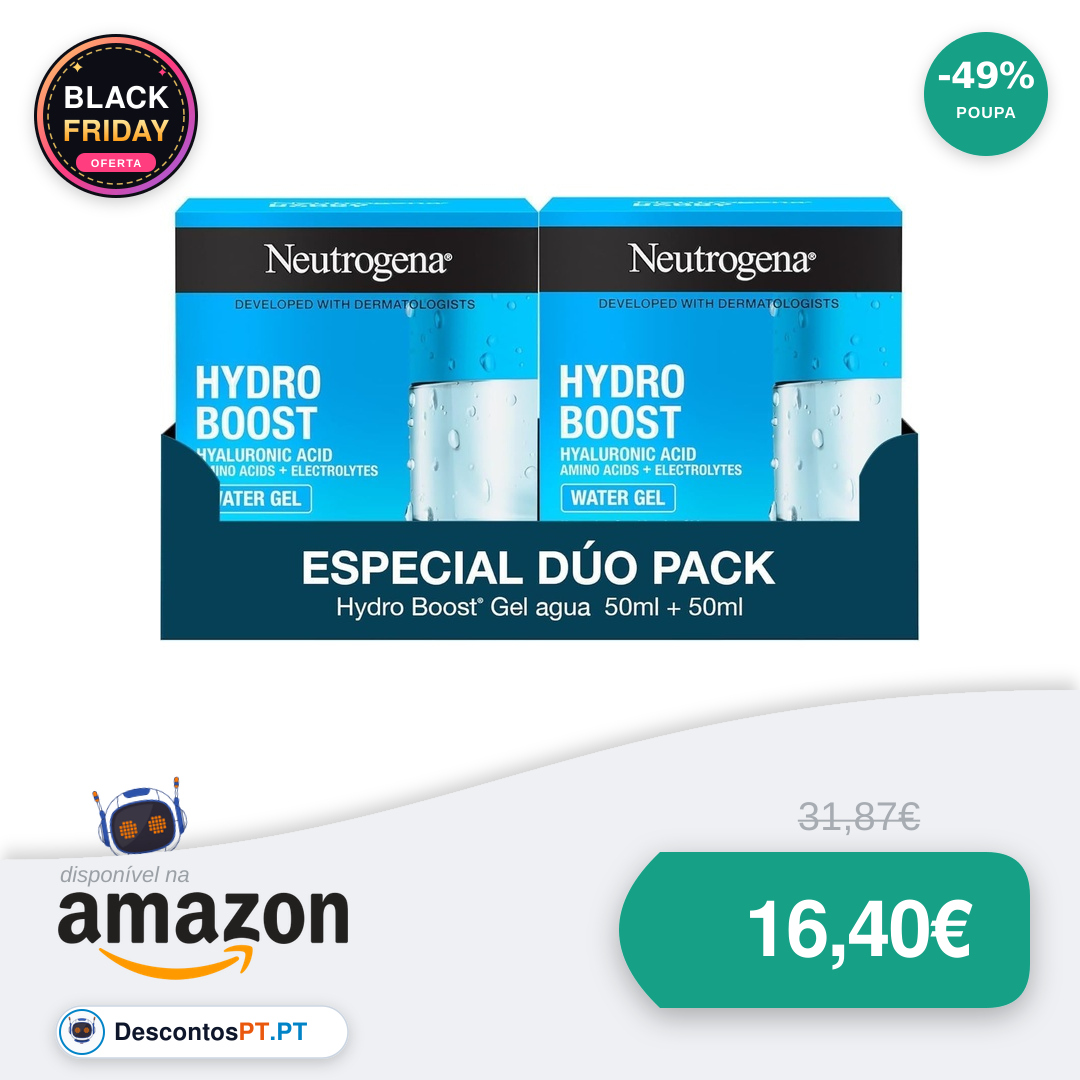 BLACK
FRIDAY
OFERTA
-49%
POUPA
Neutrogena®
DEVELOPED WITH DERMATOLOGISTS
HYDRO
BOOST
HYALURONIC ACID
AMINO ACIDS + ELECTROLYTES
WATER GEL
Neutrogena®
DEVELOPED WITH DERMATOLOGISTS
HYDRO
BOOST
HYALURONIC ACID
AMINO ACIDS + ELECTROLYTES
WATER GEL
ESPECIAL DÚO PACK
Hydro Boost® Gel agua 50ml + 50ml
31,87€
16,40€
disponível na
amazon
DescontosPT.PT